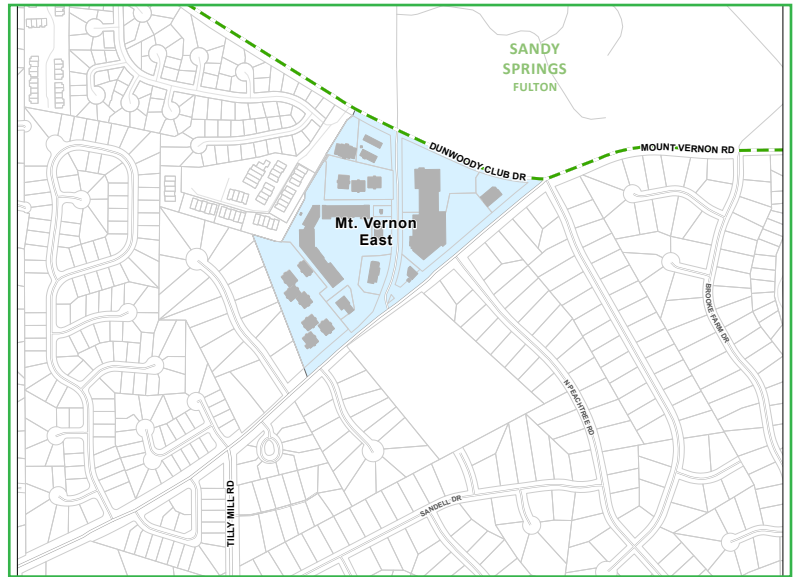 SANDY
SPRINGS
FULTON
DUNWOODY CLUB DR
MOUNT VERNON RD
Mt. Vernon
East
BROOKE FARM DR
N PEACHTREE RD
TILLY MILL RD
SANDELL DR